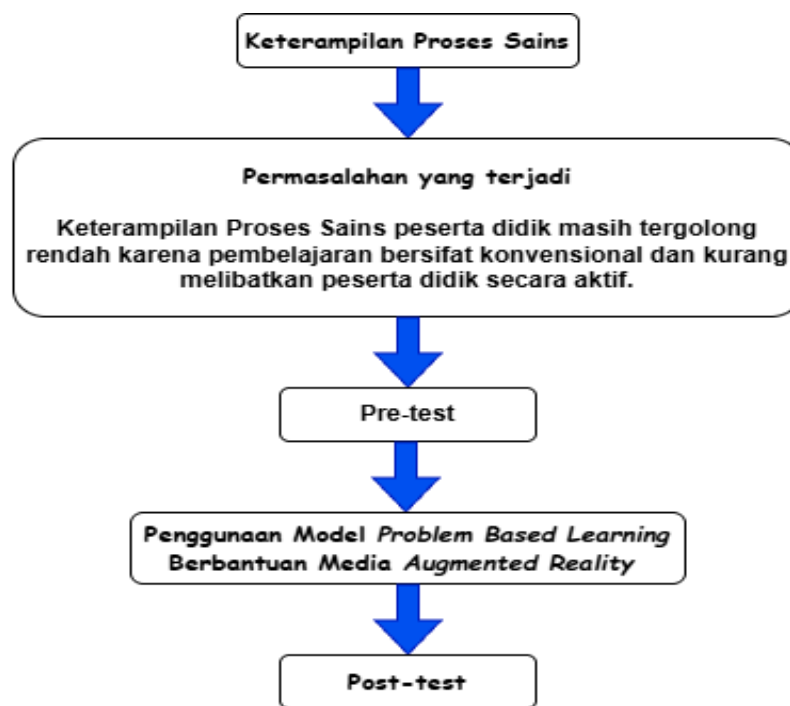 Keterampilan Proses Sains
Permasalahan yang terjadi
Keterampilan Proses Sains peserta didik masih tergolong
rendah karena pembelajaran bersifat konvensional dan kurang
melibatkan peserta didik secara aktif.
Pre-test
Penggunaan Model Problem Based Learning
Berbantuan Media Augmented Reality
Post-test